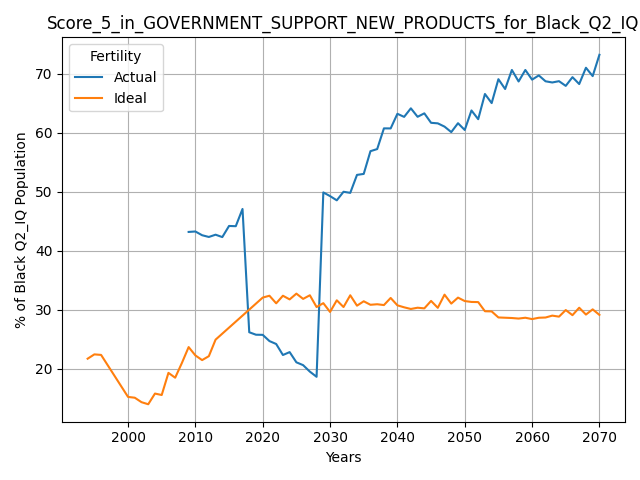 Score_5_in_GOVERNMENT_SUPPORT_NEW_PRODUCTS_for_Black_Q2_IQ
Fertility
Actual
Ideal
% of Black Q2_IQ Population
70
60
50
40
30
20
2000 2010 2020 2030 2040 2050 2060 2070
Years